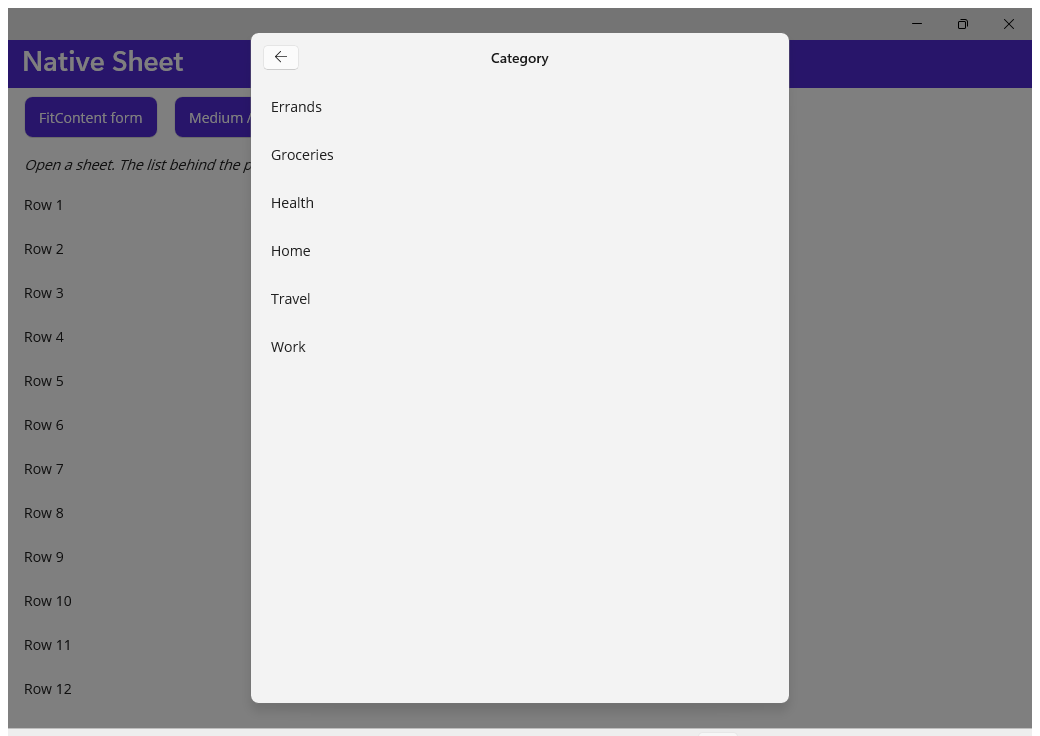 Native Sheet
Category
FitContent form
Medium /
Open a sheet. The list behind the
Errands
Groceries
Health
Home
Travel
Work
Row 1
Row 2
Row 3
Row 4
Row 5
Row 6
Row 7
Row 8
Row 9
Row 10
Row 11
Row 12